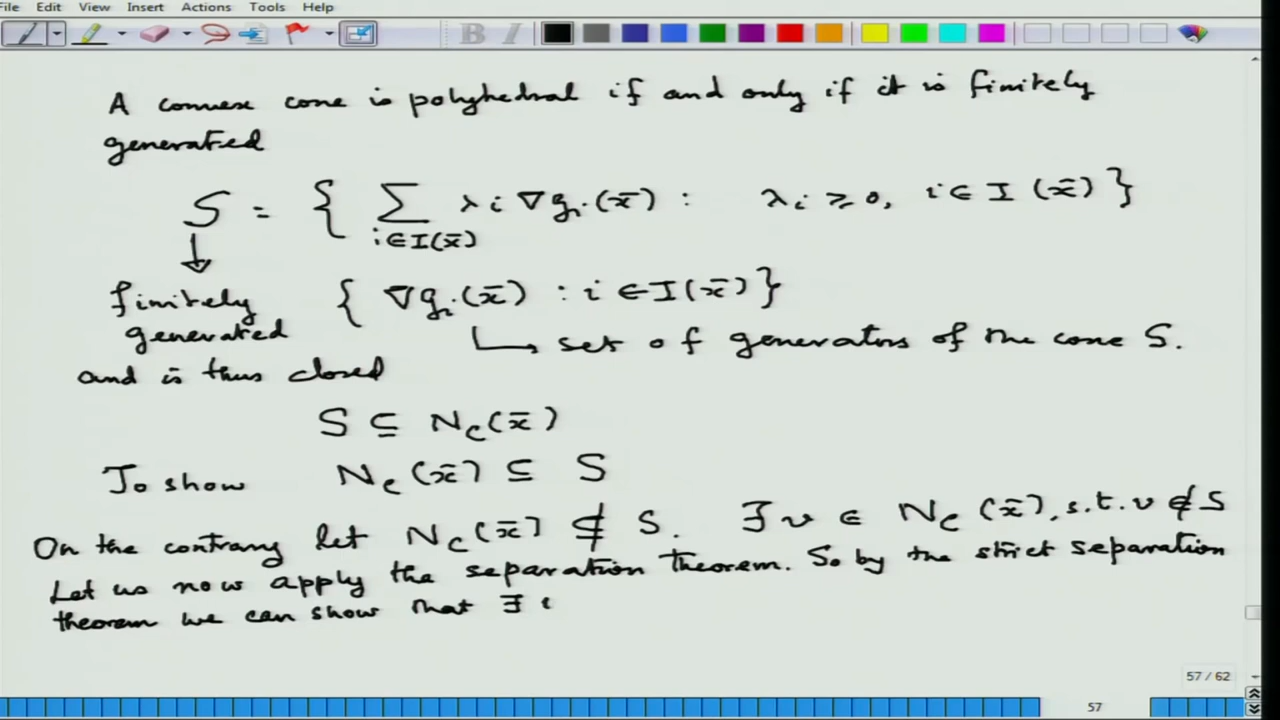 File Edit View Insert Actions Tools Help
A convex cone is polyhedral if and only if it is finitely
generated
S = { ∑ λi ∇gi(x̄) : λi ≥ 0, i ∈ I(x̄) }
i∈I(x̄)
finitely { ∇gi(x̄) : i ∈ I(x̄) }
generated ↳ set of generators of the cone S.
and is thus closed
S ⊆ Nc(x̄)
To show Nc(x̄) ⊆ S
On the contrary let Nc(x̄) ⊄ S. ∃ v ∈ Nc(x̄), s.t. v ∉ S
Let us now apply the separation theorem. So by the strict separation
theorem we can show that ∃
57 / 62
57